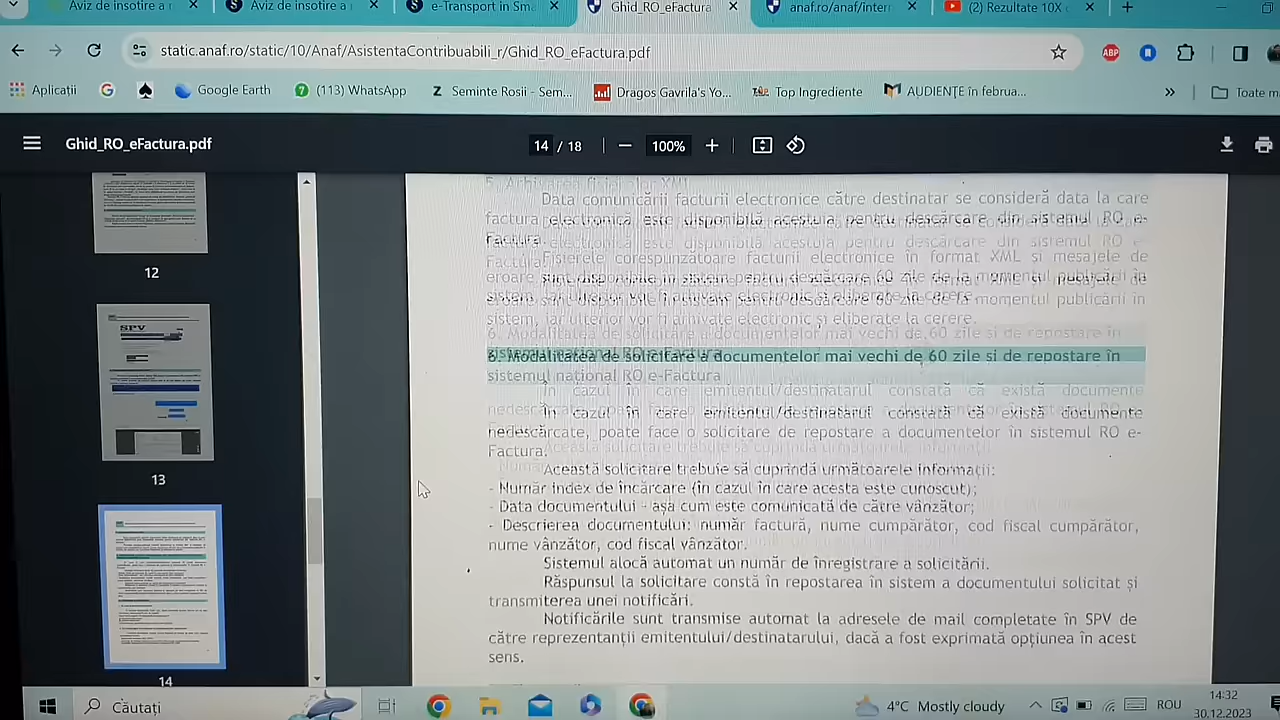 Aviz de insotire a
Aviz de insotire a
e-Transport in Sma
Ghid_RO_eFactura
anaf.ro/anaf/inter
(2) Rezultate 10X
static.anaf.ro/static/10/Anaf/AsistentaContribuabili_r/Ghid_RO_eFactura.pdf
ABP
Aplicații
Google Earth
(113) WhatsApp
Seminte Rosii - Sem...
Dragos Gavrila's Yo...
Top Ingrediente
AUDIENŢE în februa...
»
Toate m
Ghid_RO_eFactura.pdf
14 / 18
100%
12
SPV
13
14
Data comunicării facturii electronice către destinatar se consideră data la care
factura electronică este disponibilă acestuia pentru descărcare din sistemul RO e-
Factura.
Fișierele corespunzătoare facturii electronice în format XML și mesajele de
eroare sunt disponibile în sistem pentru descărcare 60 zile de la momentul publicării în
sistem, iar ulterior vor fi arhivate electronic și eliberate la cerere.
6. Modalitatea de solicitare a documentelor mai vechi de 60 zile și de repostare în
sistemul național RO e-Factura
În cazul în care emitentul/destinatarul constată că există documente
nedescărcate, poate face o solicitare de repostare a documentelor în sistemul RO e-
Factura.
Această solicitare trebuie să cuprindă următoarele informații:
- Număr index de încărcare (în cazul în care acesta este cunoscut);
- Data documentului - așa cum este comunicată de către vânzător;
- Descrierea documentului: număr factură, nume cumpărător, cod fiscal cumpărător,
nume vânzător, cod fiscal vânzător.
Sistemul alocă automat un număr de înregistrare a solicitării.
Răspunsul la solicitare constă în repostarea în sistem a documentului solicitat și
transmiterea unei notificări.
Notificările sunt transmise automat la adresele de mail completate în SPV de
către reprezentanții emitentului/destinatarului, dacă a fost exprimată opțiunea în acest
sens.
Căutați
4°C Mostly cloudy
ROU
14:32
30.12.2023